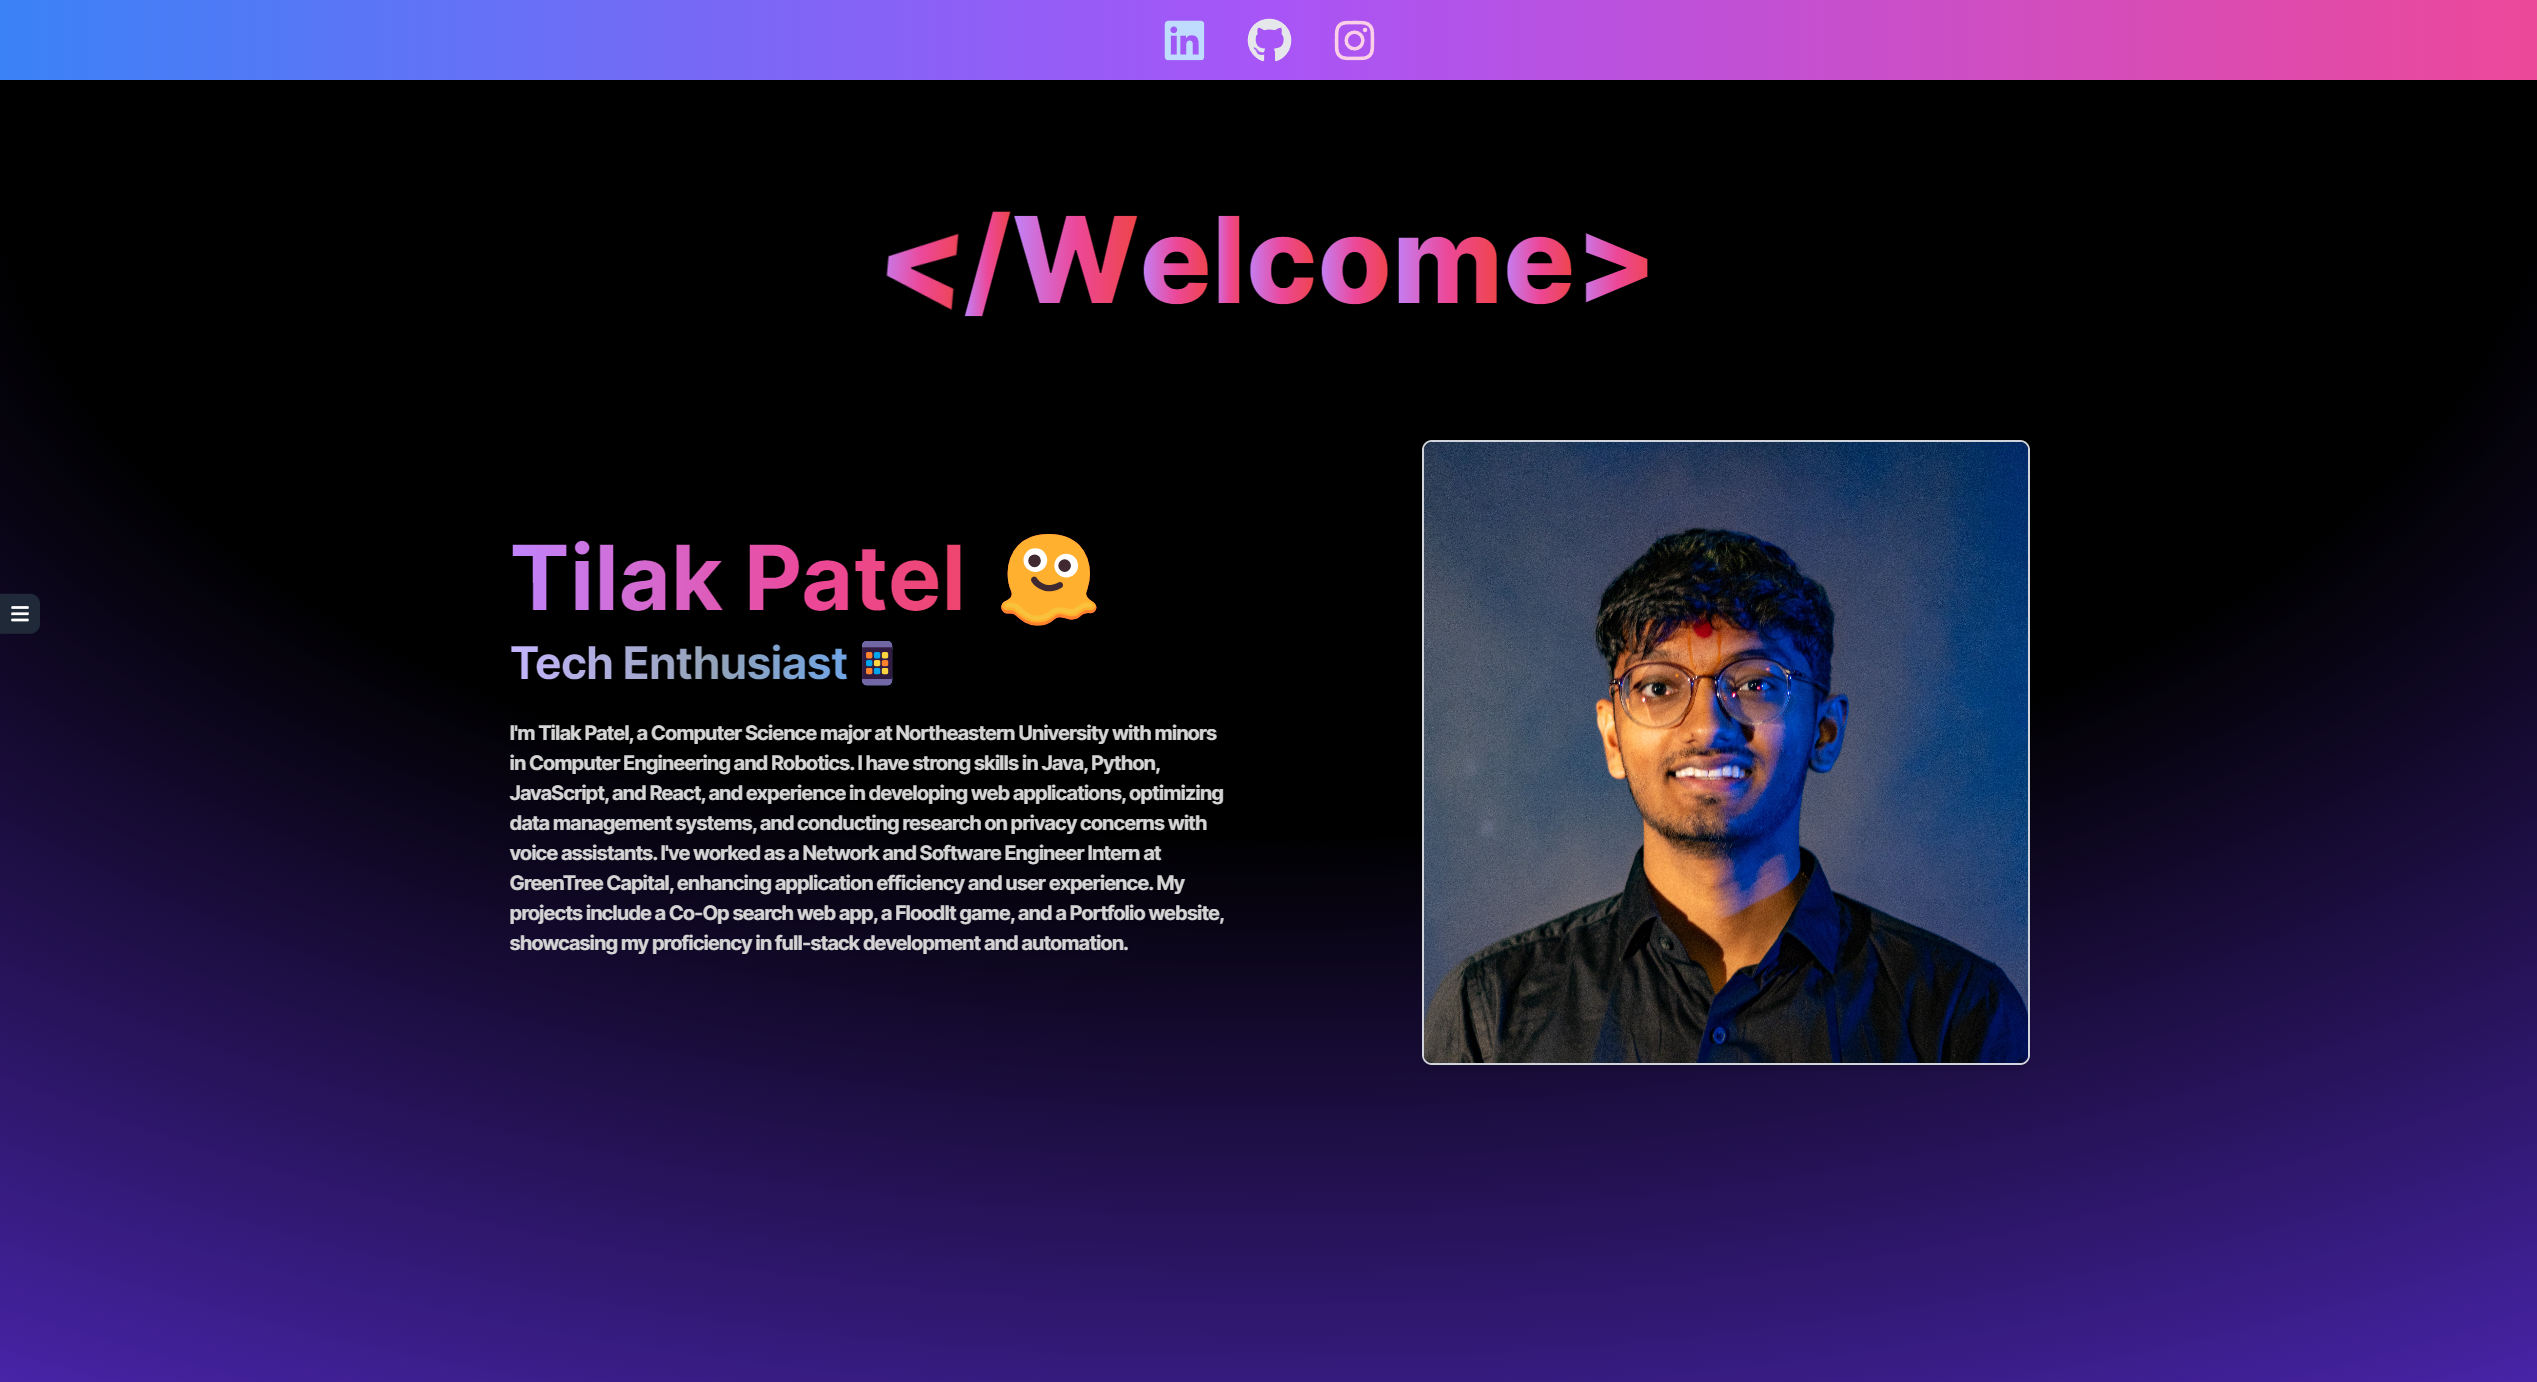 in
</Welcome>
Tilak Patel
Tech Enthusiast
I'm Tilak Patel, a Computer Science major at Northeastern University with minors
in Computer Engineering and Robotics. I have strong skills in Java, Python,
JavaScript, and React, and experience in developing web applications, optimizing
data management systems, and conducting research on privacy concerns with
voice assistants. I've worked as a Network and Software Engineer Intern at
GreenTree Capital, enhancing application efficiency and user experience. My
projects include a Co-Op search web app, a FloodIt game, and a Portfolio website,
showcasing my proficiency in full-stack development and automation.